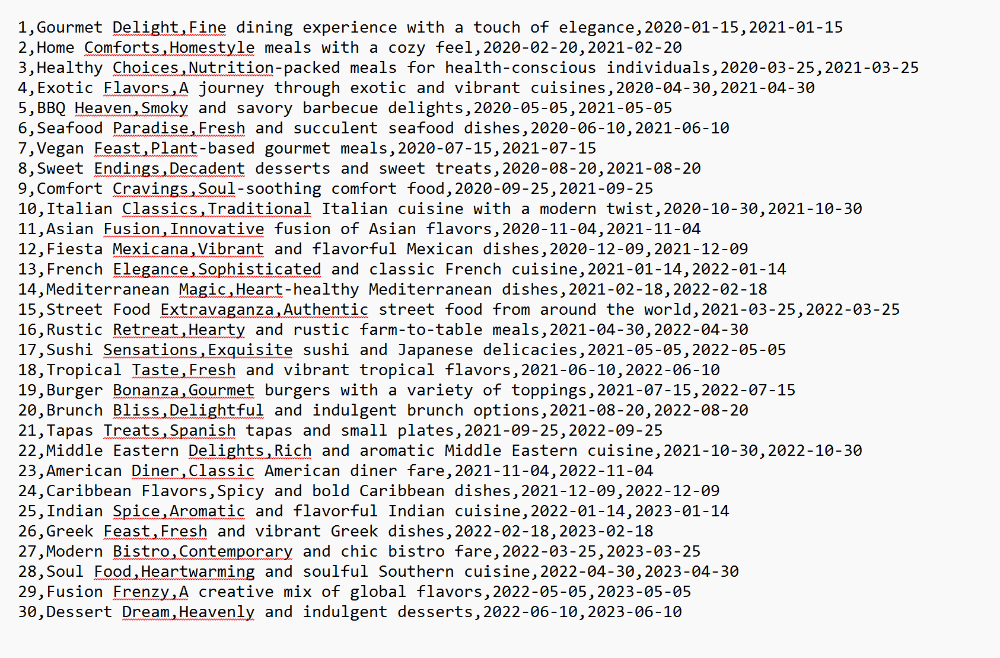 1,Gourmet Delight,Fine dining experience with a touch of elegance,2020-01-15,2021-01-15
2,Home Comforts,Homestyle meals with a cozy feel,2020-02-20,2021-02-20
3,Healthy Choices,Nutrition-packed meals for health-conscious individuals,2020-03-25,2021-03-25
4,Exotic Flavors,A journey through exotic and vibrant cuisines,2020-04-30,2021-04-30
5,BBQ Heaven,Smoky and savory barbecue delights,2020-05-05,2021-05-05
6,Seafood Paradise,Fresh and succulent seafood dishes,2020-06-10,2021-06-10
7,Vegan Feast,Plant-based gourmet meals,2020-07-15,2021-07-15
8,Sweet Endings,Decadent desserts and sweet treats,2020-08-20,2021-08-20
9,Comfort Cravings,Soul-soothing comfort food,2020-09-25,2021-09-25
10,Italian Classics,Traditional Italian cuisine with a modern twist,2020-10-30,2021-10-30
11,Asian Fusion,Innovative fusion of Asian flavors,2020-11-04,2021-11-04
12,Fiesta Mexicana,Vibrant and flavorful Mexican dishes,2020-12-09,2021-12-09
13,French Elegance,Sophisticated and classic French cuisine,2021-01-14,2022-01-14
14,Mediterranean Magic,Heart-healthy Mediterranean dishes,2021-02-18,2022-02-18
15,Street Food Extravaganza,Authentic street food from around the world,2021-03-25,2022-03-25
16,Rustic Retreat,Hearty and rustic farm-to-table meals,2021-04-30,2022-04-30
17,Sushi Sensations,Exquisite sushi and Japanese delicacies,2021-05-05,2022-05-05
18,Tropical Taste,Fresh and vibrant tropical flavors,2021-06-10,2022-06-10
19,Burger Bonanza,Gourmet burgers with a variety of toppings,2021-07-15,2022-07-15
20,Brunch Bliss,Delightful and indulgent brunch options,2021-08-20,2022-08-20
21,Tapas Treats,Spanish tapas and small plates,2021-09-25,2022-09-25
22,Middle Eastern Delights,Rich and aromatic Middle Eastern cuisine,2021-10-30,2022-10-30
23,American Diner,Classic American diner fare,2021-11-04,2022-11-04
24,Caribbean Flavors,Spicy and bold Caribbean dishes,2021-12-09,2022-12-09
25,Indian Spice,Aromatic and flavorful Indian cuisine,2022-01-14,2023-01-14
26,Greek Feast,Fresh and vibrant Greek dishes,2022-02-18,2023-02-18
27,Modern Bistro,Contemporary and chic bistro fare,2022-03-25,2023-03-25
28,Soul Food,Heartwarming and soulful Southern cuisine,2022-04-30,2023-04-30
29,Fusion Frenzy,A creative mix of global flavors,2022-05-05,2023-05-05
30,Dessert Dream,Heavenly and indulgent desserts,2022-06-10,2023-06-10